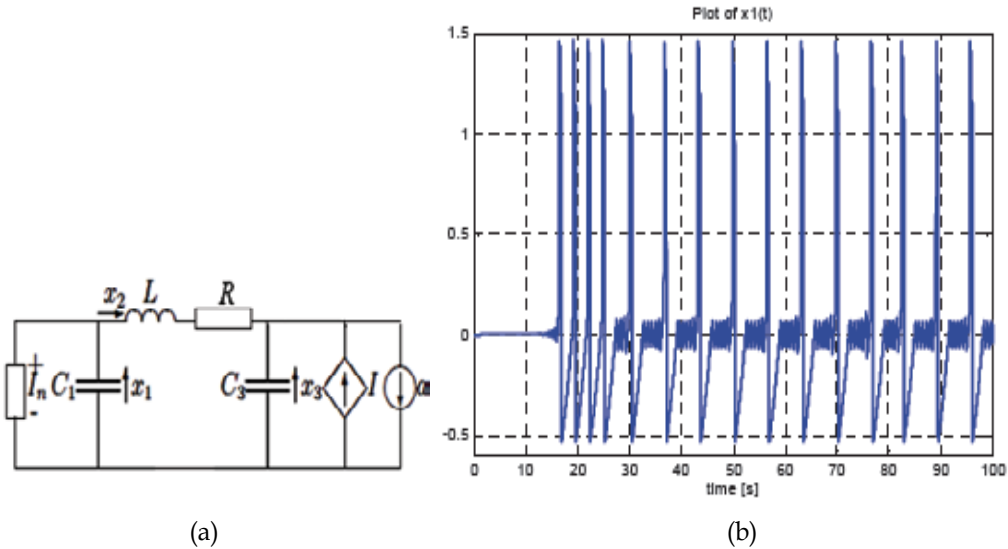 x₂ L R
Iₙ C₁ x₁ C₃ x₃ I
+
-
(a)
Plot of x1(t)
1.5
1
0.5
0
-0.5
0 10 20 30 40 50 60 70 80 90 100
time [s]
(b)